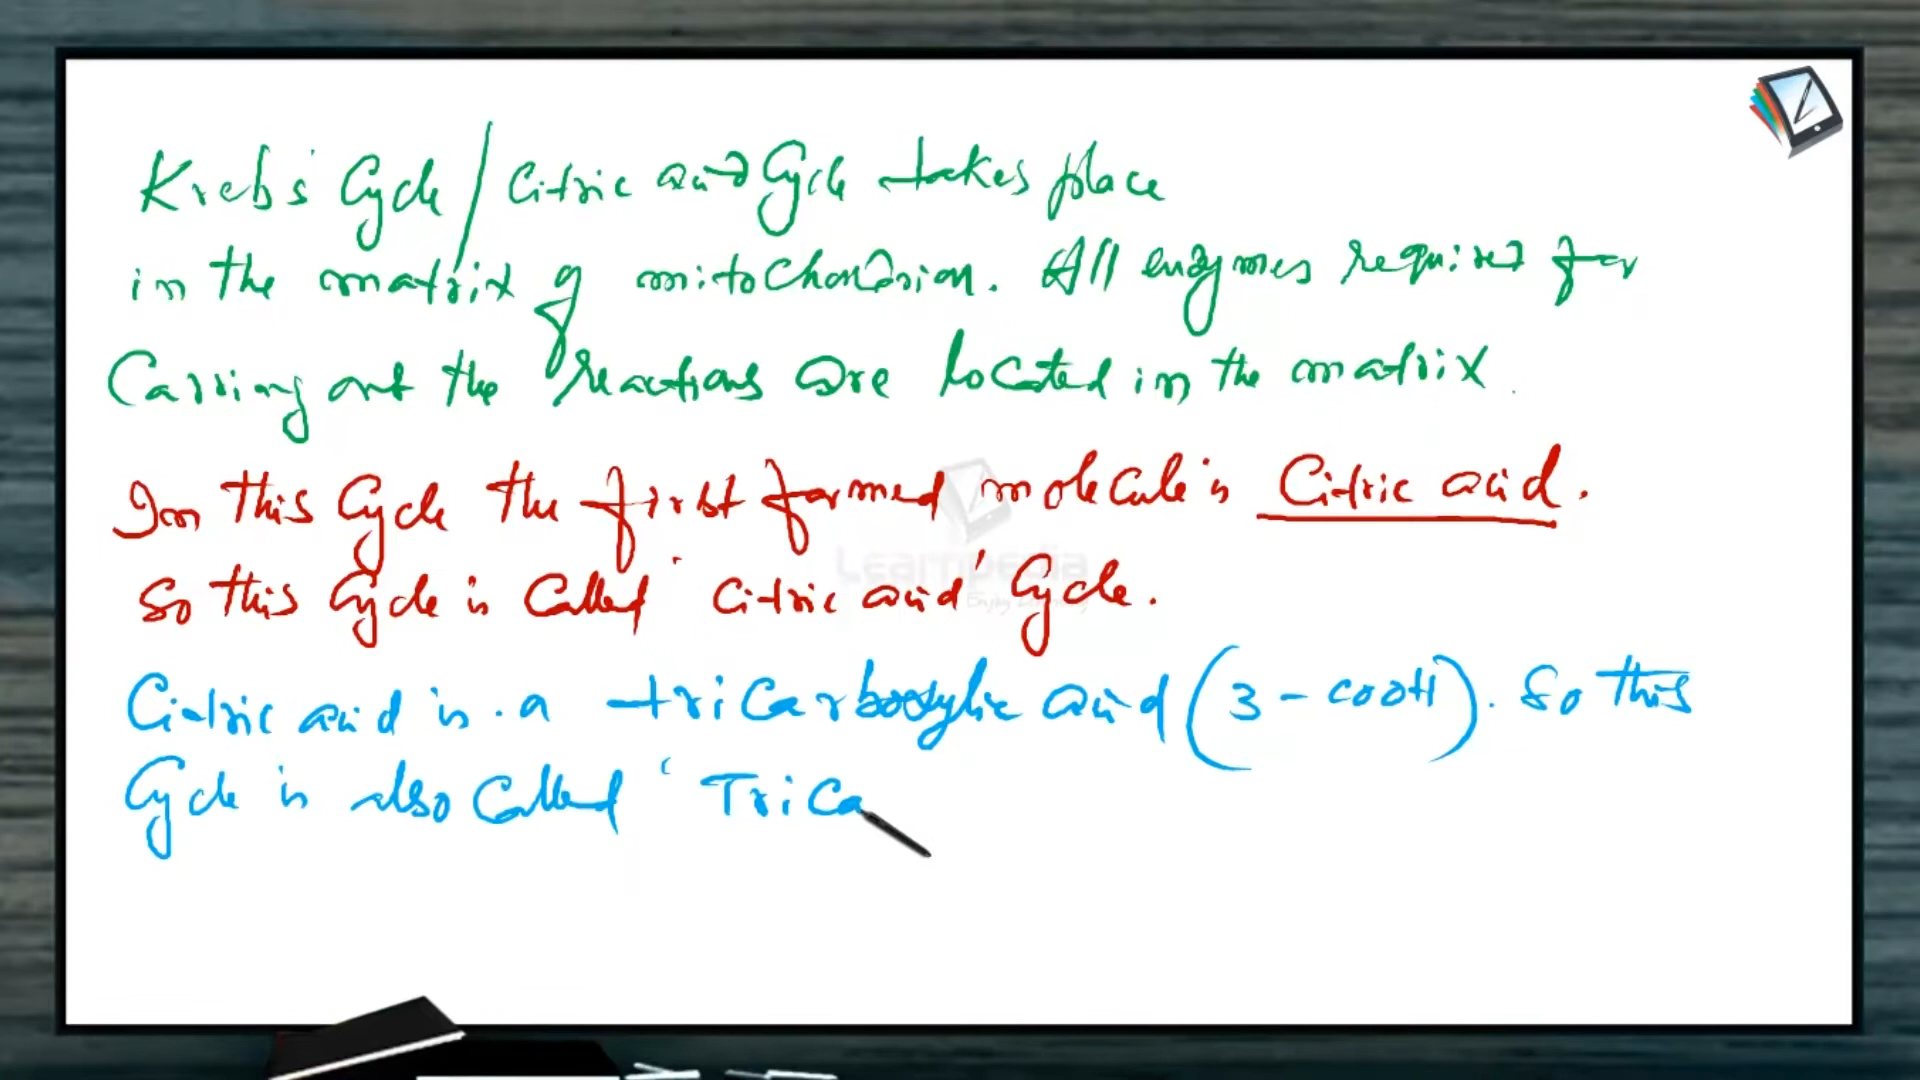 Kreb's Cycle / Citric acid Cycle takes place
in the matrix of mitochondrion. All enzymes required for
Carring out the reactions are located in the matrix.
In this Cycle the first formed molecule is Citric acid.
So this Cycle is Called 'Citric acid' Cycle.
Citric acid is a tricarboxylic acid (3-COOH). So this
Cycle is also Called 'Trica
Learnpedia